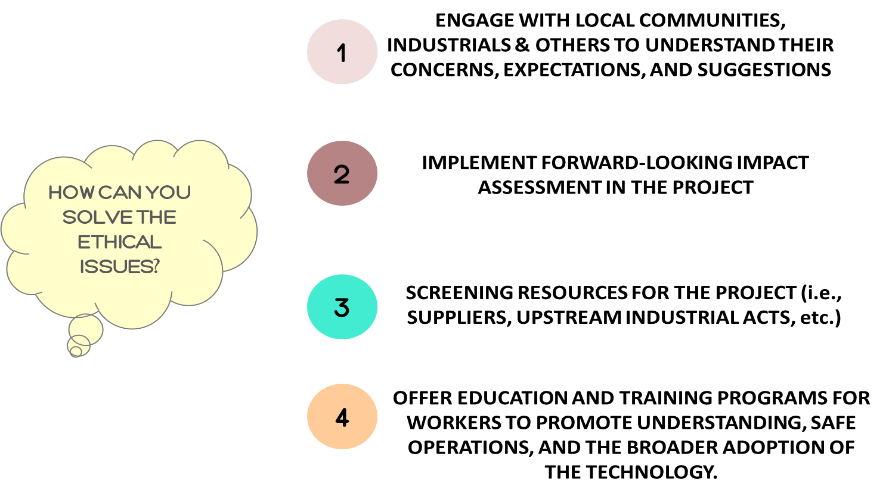 HOW CAN YOU
SOLVE THE
ETHICAL
ISSUES?
1
ENGAGE WITH LOCAL COMMUNITIES,
INDUSTRIALS & OTHERS TO UNDERSTAND THEIR
CONCERNS, EXPECTATIONS, AND SUGGESTIONS
2
IMPLEMENT FORWARD-LOOKING IMPACT
ASSESSMENT IN THE PROJECT
3
SCREENING RESOURCES FOR THE PROJECT (i.e.,
SUPPLIERS, UPSTREAM INDUSTRIAL ACTS, etc.)
4
OFFER EDUCATION AND TRAINING PROGRAMS FOR
WORKERS TO PROMOTE UNDERSTANDING, SAFE
OPERATIONS, AND THE BROADER ADOPTION OF
THE TECHNOLOGY.